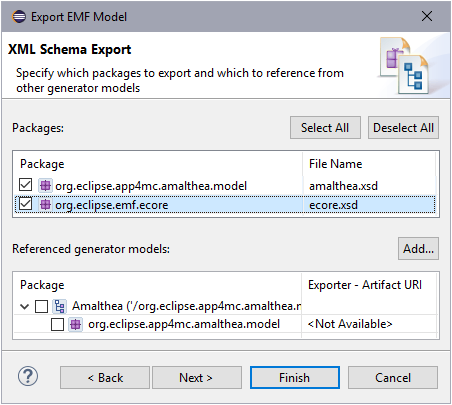 Export EMF Model
XML Schema Export
Specify which packages to export and which to reference from
other generator models
Packages:
Select All
Deselect All
Package
File Name
org.eclipse.app4mc.amalthea.model
amalthea.xsd
org.eclipse.emf.ecore
ecore.xsd
Referenced generator models:
Add...
Package
Exporter - Artifact URI
Amalthea ('/org.eclipse.app4mc.amalthea.m
org.eclipse.app4mc.amalthea.model
<Not Available>
?
< Back
Next >
Finish
Cancel